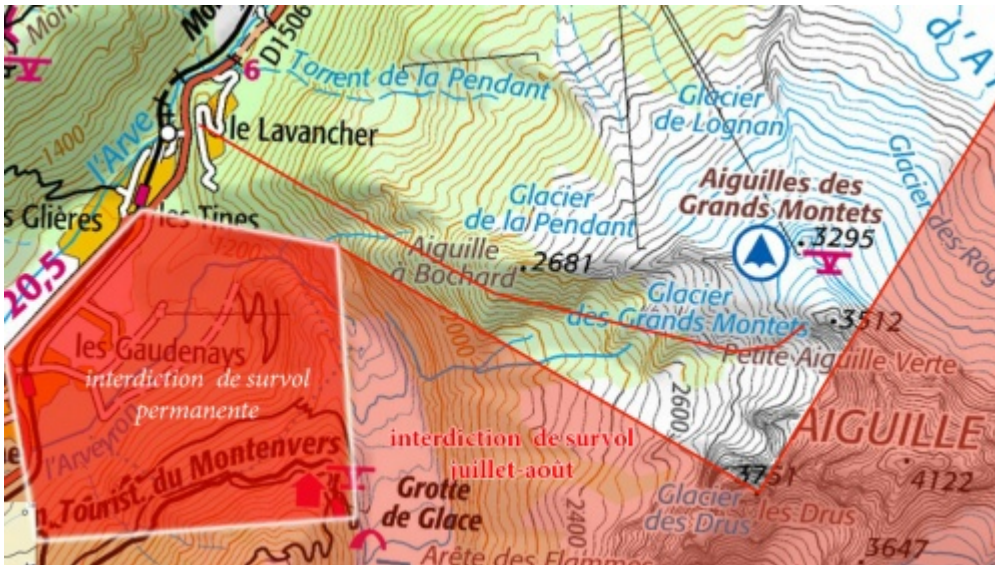 D1506
6
Torrent de la Pendant
d'A
Glacier
de Lognan
l'Arve
1400
le Lavancher
Aiguilles des
Grands Montets
Glacier
de la Pendant
s Glières
les Tines
3295
1200
Aiguille
à Bochard
2681
Glacier
des Grands Montets
3512
20,5
Petite Aiguille Verte
les Gaudenays
interdiction de survol
permanente
interdiction de survol
juillet-août
2600
AIGUILLE
4122
Tourist. du Montenvers
Grotte
de Glace
2400
Glacier
des Drus
les Drus
3647
Arête des Flammes